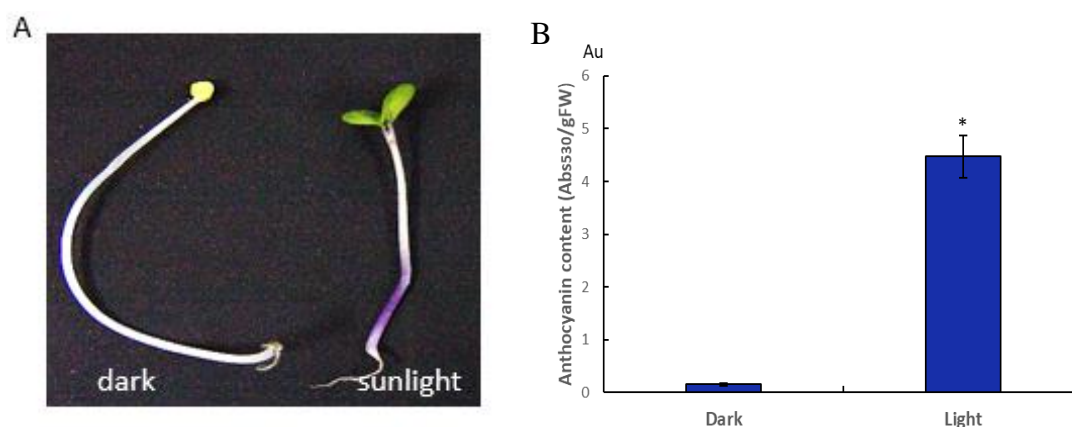 A
dark
sunlight
B
Au
Anthocyanin content (Abs530/gFW)
6
5
4
3
2
1
0
*
Dark
Light